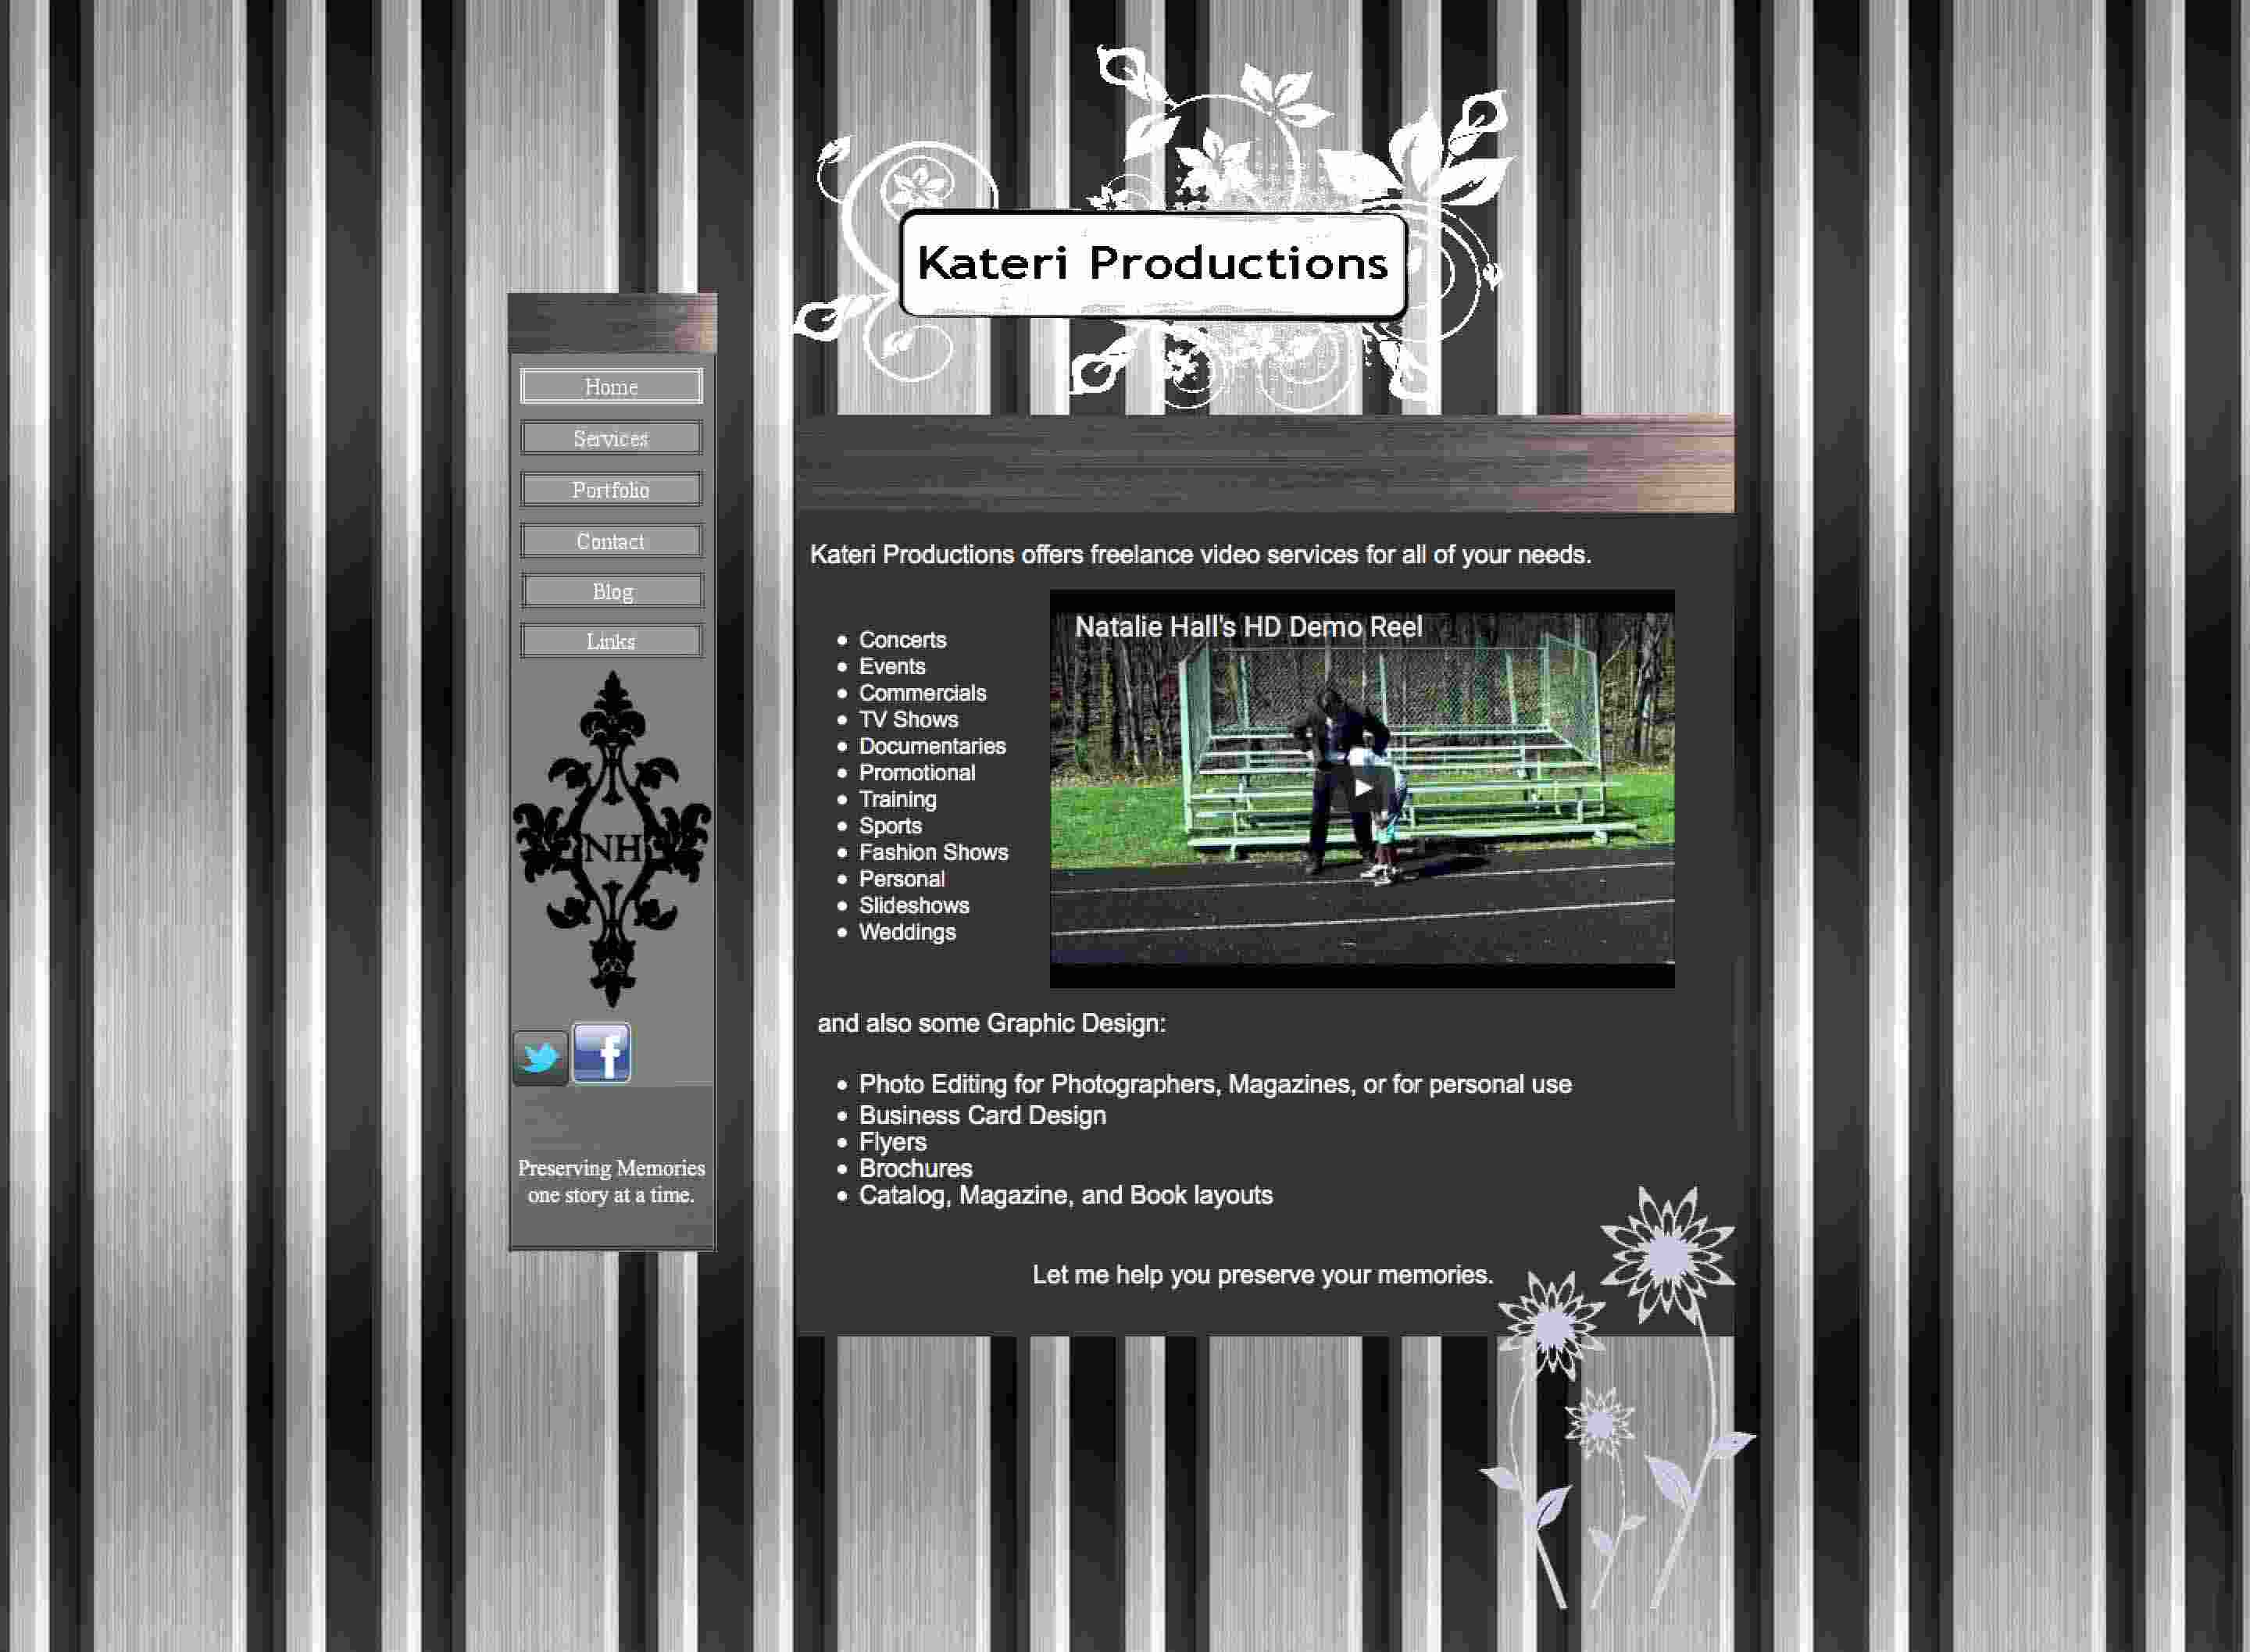 Kateri Productions
Home
Services
Portfolio
Contact
Blog
Links
NH
Preserving Memories
one story at a time.
Kateri Productions offers freelance video services for all of your needs.
Concerts
Events
Commercials
TV Shows
Documentaries
Promotional
Training
Sports
Fashion Shows
Personal
Slideshows
Weddings
Natalie Hall's HD Demo Reel
and also some Graphic Design:
Photo Editing for Photographers, Magazines, or for personal use
Business Card Design
Flyers
Brochures
Catalog, Magazine, and Book layouts
Let me help you preserve your memories.